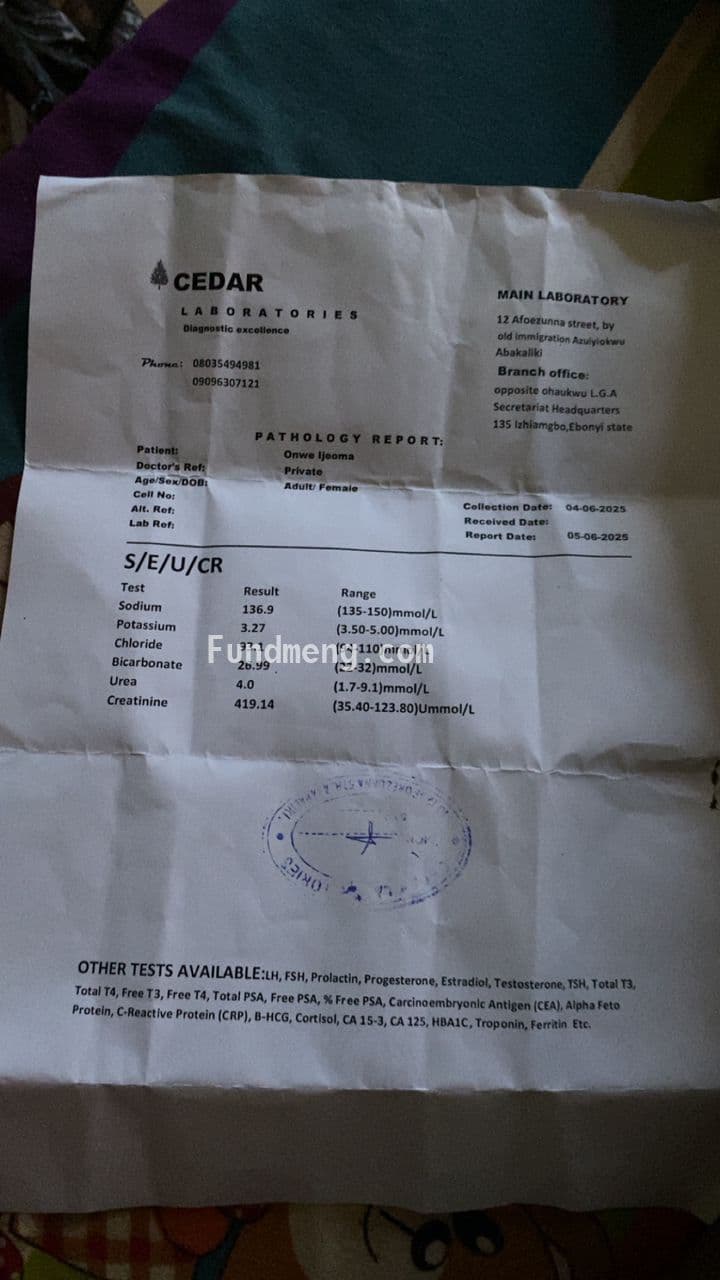 CEDAR
LABORATORIES
Diagnostic excellence
Phone: 08035494981
09096307121
MAIN LABORATORY
12 Afoezunna street, by
old immigration Azuiyiokwu
Abakaliki
Branch office:
opposite ohaukwu L.G.A
Secretariat Headquarters
135 Izhiamgbo,Ebonyi state
PATHOLOGY REPORT:
Patient: Onwe Ijeoma
Doctor's Ref: Private
Age/Sex/DOB: Adult/ Female
Cell No:
Alt. Ref:
Lab Ref:
Collection Date: 04-06-2025
Received Date:
Report Date: 05-06-2025
S/E/U/CR
Test Result Range
Sodium 136.9 (135-150)mmol/L
Potassium 3.27 (3.50-5.00)mmol/L
Chloride
Bicarbonate 26.99
Urea 4.0 (1.7-9.1)mmol/L
Creatinine 419.14 (35.40-123.80)Ummol/L
Fundmeng.com
OTHER TESTS AVAILABLE:LH, FSH, Prolactin, Progesterone, Estradiol, Testosterone, TSH, Total T3,
Total T4, Free T3, Free T4, Total PSA, Free PSA, % Free PSA, Carcinoembryonic Antigen (CEA), Alpha Feto
Protein, C-Reactive Protein (CRP), B-HCG, Cortisol, CA 15-3, CA 125, HBA1C, Troponin, Ferritin Etc.